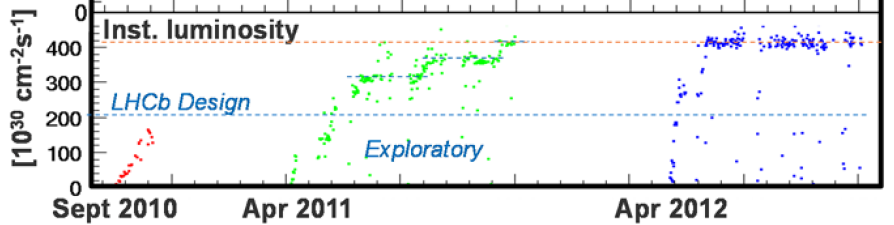 0
Inst. luminosity
400
300
LHCb Design
200
Exploratory
100
0
[10³⁰ cm⁻²s⁻¹]
Sept 2010 Apr 2011 Apr 2012